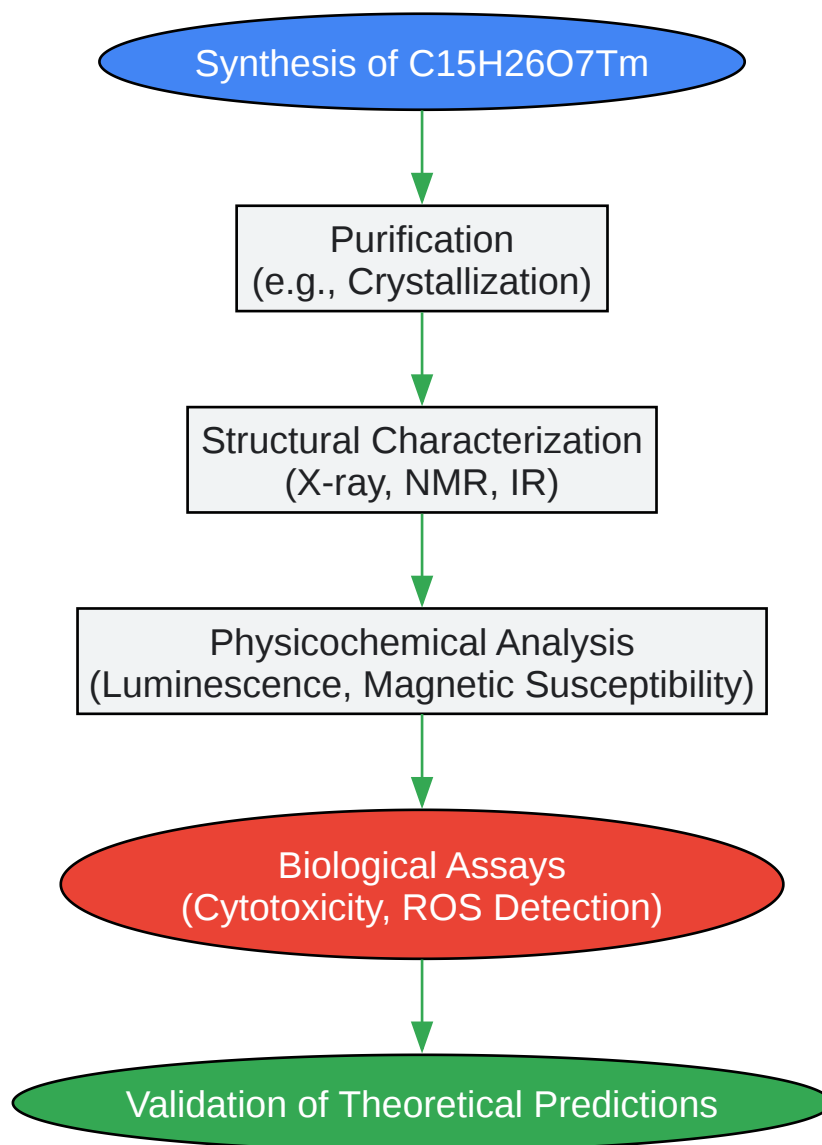 Synthesis of C15H26O7Tm
Purification
(e.g., Crystallization)
Structural Characterization
(X-ray, NMR, IR)
Physicochemical Analysis
(Luminescence, Magnetic Susceptibility)
Biological Assays
(Cytotoxicity, ROS Detection)
Validation of Theoretical Predictions